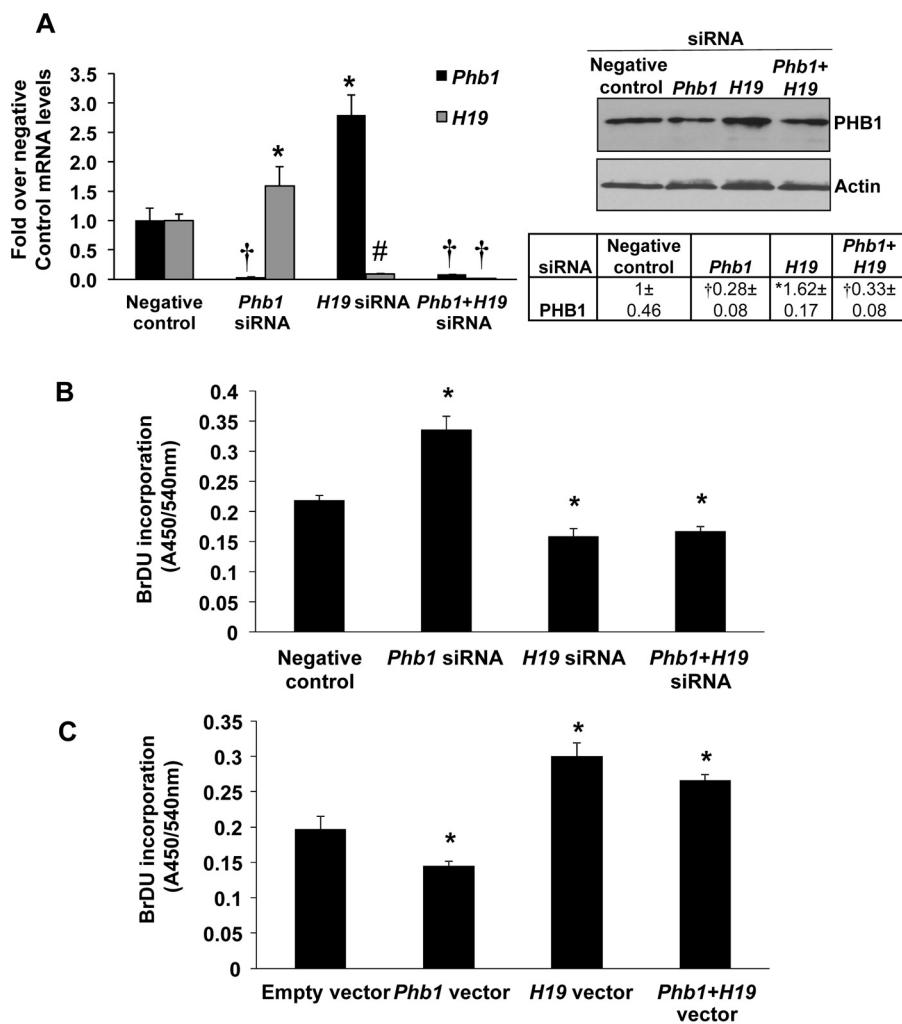 A
Fold over negative
Control mRNA levels
3.5
3.0
2.5
2.0
1.5
1.0
0.5
0.0
*
*
†
#
†
†
Phb1
H19
Negative
control
Phb1
siRNA
H19 siRNA
Phb1+H19
siRNA
siRNA
Negative
control
Phb1
H19
Phb1+
H19
PHB1
Actin
siRNA
Negative
control
Phb1
H19
Phb1+
H19
PHB1
1±
0.46
†0.28±
0.08
*1.62±
0.17
†0.33±
0.08
B
BrDU incorporation
(A450/540nm)
0.4
0.35
0.3
0.25
0.2
0.15
0.1
0.05
0
*
*
*
Negative
control
Phb1 siRNA
H19 siRNA
Phb1+H19
siRNA
C
BrDU incorporation
(A450/540nm)
0.35
0.3
0.25
0.2
0.15
0.1
0.05
0
*
*
*
Empty vector
Phb1 vector
H19 vector
Phb1+H19
vector